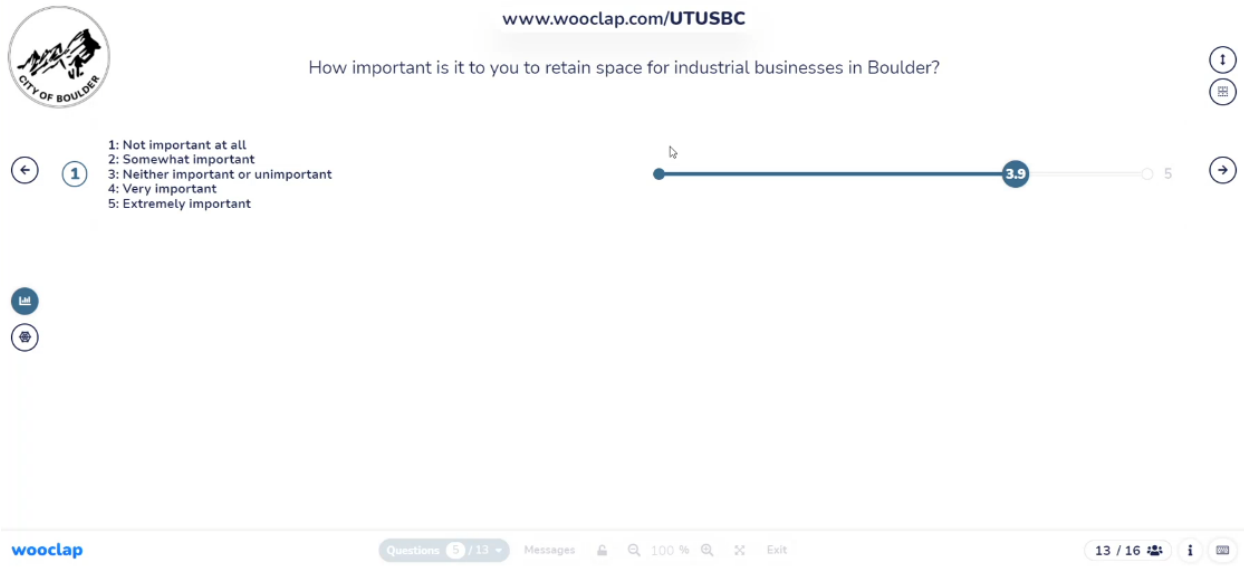 www.wooclap.com/UTUSBC
CITY OF BOULDER
How important is it to you to retain space for industrial businesses in Boulder?
1
1: Not important at all
2: Somewhat important
3: Neither important or unimportant
4: Very important
5: Extremely important
3.9
5
wooclap
Questions 5 / 13
Messages
100 %
Exit
13 / 16
i